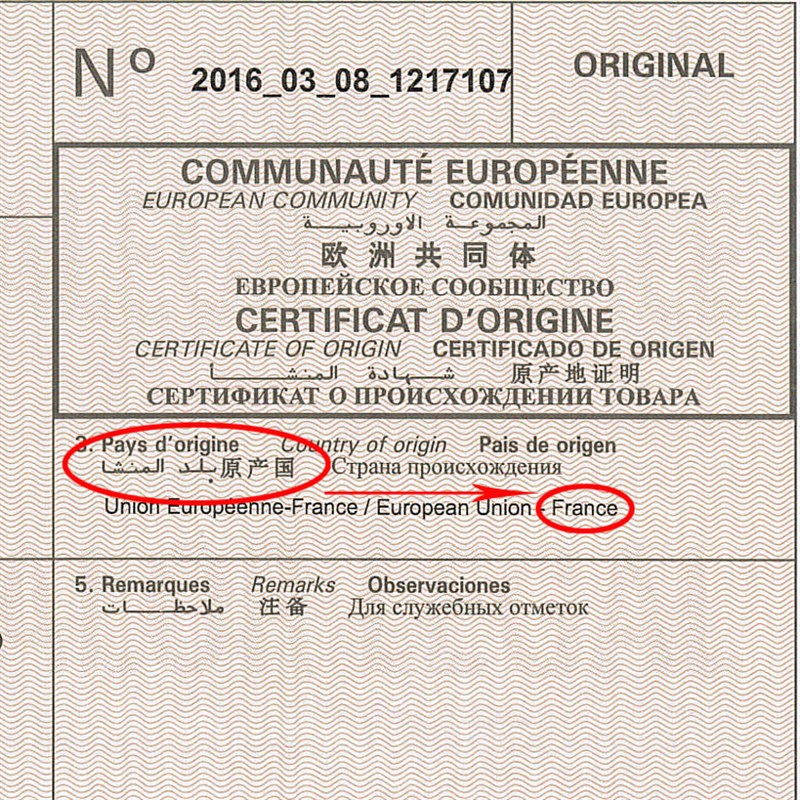 Nº 2016_03_08_1217107 ORIGINAL
COMMUNAUTÉ EUROPÉENNE
EUROPEAN COMMUNITY COMUNIDAD EUROPEA
المجموعة الاوروبية
欧洲共同体
ЕВРОПЕЙСКОЕ СООБЩЕСТВО
CERTIFICAT D'ORIGINE
CERTIFICATE OF ORIGIN CERTIFICADO DE ORIGEN
شهادة المنشأ 原产地证明
СЕРТИФИКАТ О ПРОИСХОЖДЕНИИ ТОВАРА
3. Pays d'origine Country of origin Pais de origen
بلد المنشا 原产国 Страна происхождения
Union Européenne-France / European Union - France
5. Remarques Remarks Observaciones
ملاحظات 注备 Для служебных отметок